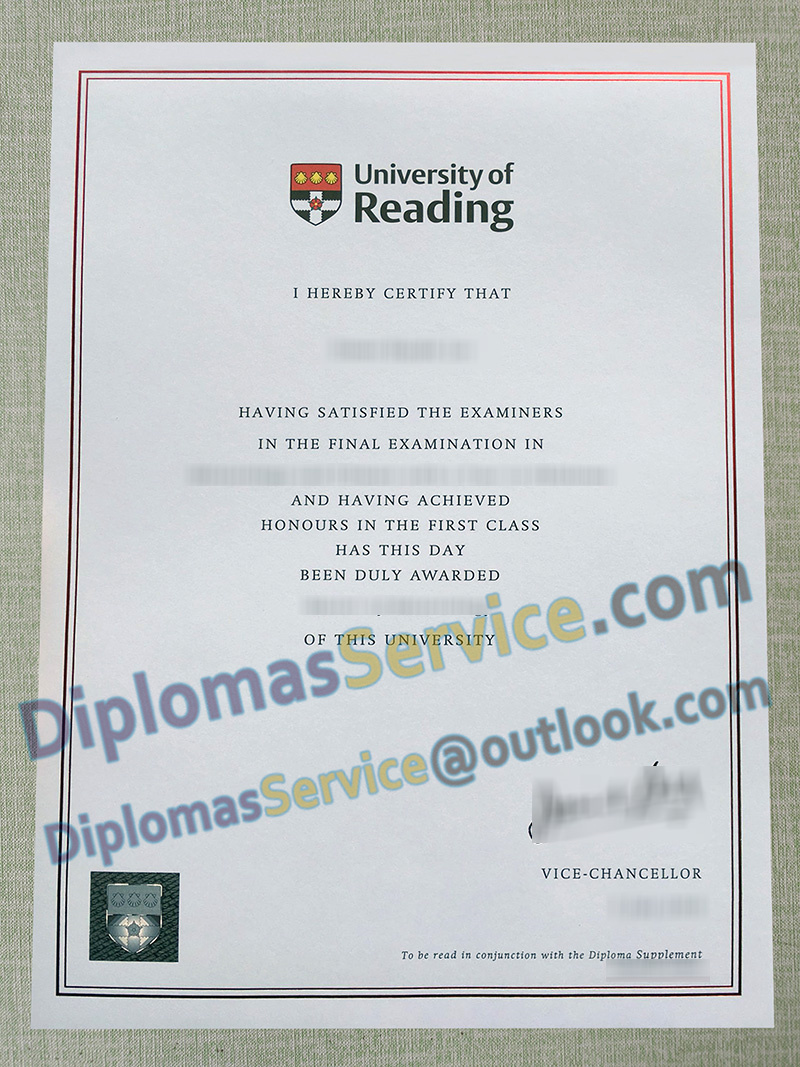 University of
Reading
I HEREBY CERTIFY THAT
HAVING SATISFIED THE EXAMINERS
IN THE FINAL EXAMINATION IN
AND HAVING ACHIEVED
HONOURS IN THE FIRST CLASS
HAS THIS DAY
BEEN DULY AWARDED
OF THIS UNIVERSITY
DiplomasService.com
DiplomasService@outlook.com
VICE-CHANCELLOR
To be read in conjunction with the Diploma Supplement